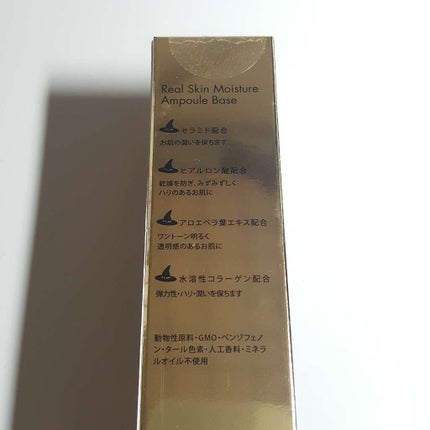 Real Skin Moisture
Ampoule Base
セラミド配合
お肌の潤いを保ちます
ヒアルロン酸配合
乾燥を防ぎ、みずみずしく
ハリのあるお肌に
アロエベラ葉エキス配合
ワントーン明るく
透明感のあるお肌に
水溶性コラーゲン配合
弾力性・ハリ・潤いを保ちます
動物性原料・GMO・ベンゾフェノ
ン・タール色素・人工香料・ミネラ
ルオイル不使用